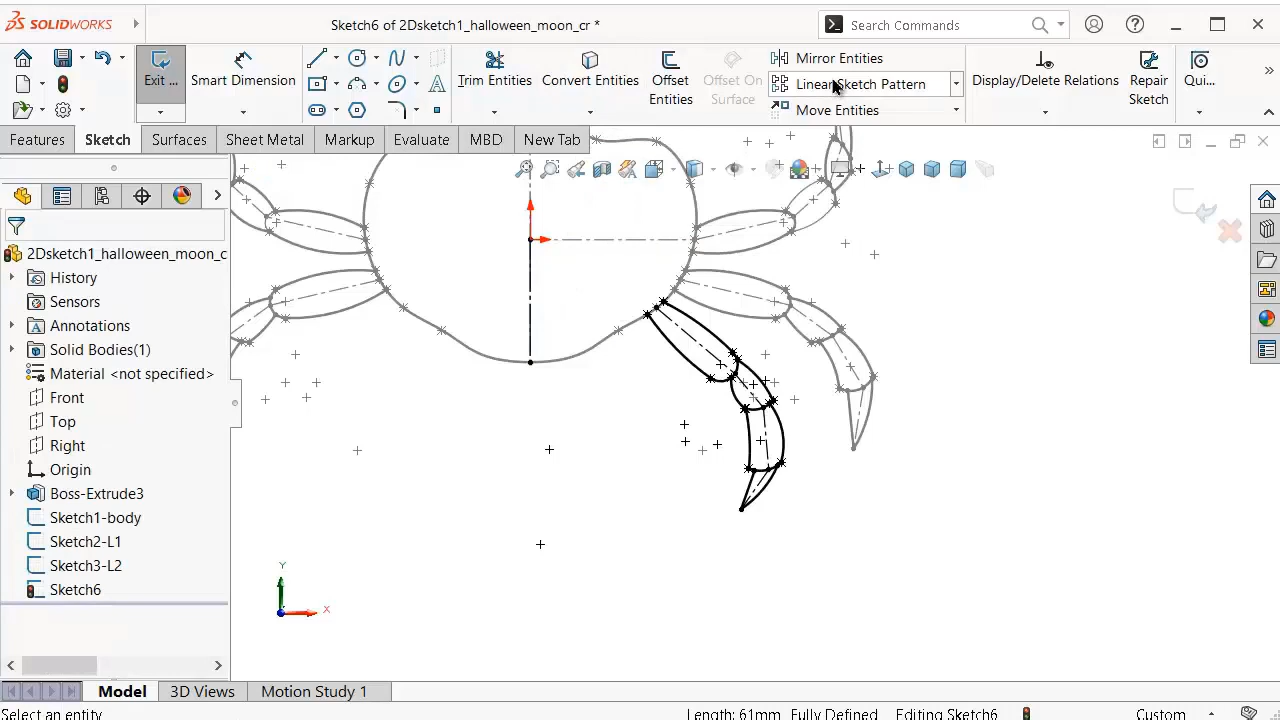 SOLIDWORKS
Sketch6 of 2Dsketch1_halloween_moon_cr *
Search Commands
Exit ...
Smart Dimension
Trim Entities
Convert Entities
Offset Entities
Offset On Surface
Mirror Entities
Linear Sketch Pattern
Move Entities
Display/Delete Relations
Repair Sketch
Qui...
Features
Sketch
Surfaces
Sheet Metal
Markup
Evaluate
MBD
New Tab
2Dsketch1_halloween_moon_c
History
Sensors
Annotations
Solid Bodies(1)
Material <not specified>
Front
Top
Right
Origin
Boss-Extrude3
Sketch1-body
Sketch2-L1
Sketch3-L2
Sketch6
Y
X
Model
3D Views
Motion Study 1
Select an entity
Length: 61mm
Fully Defined
Editing Sketch6
Custom